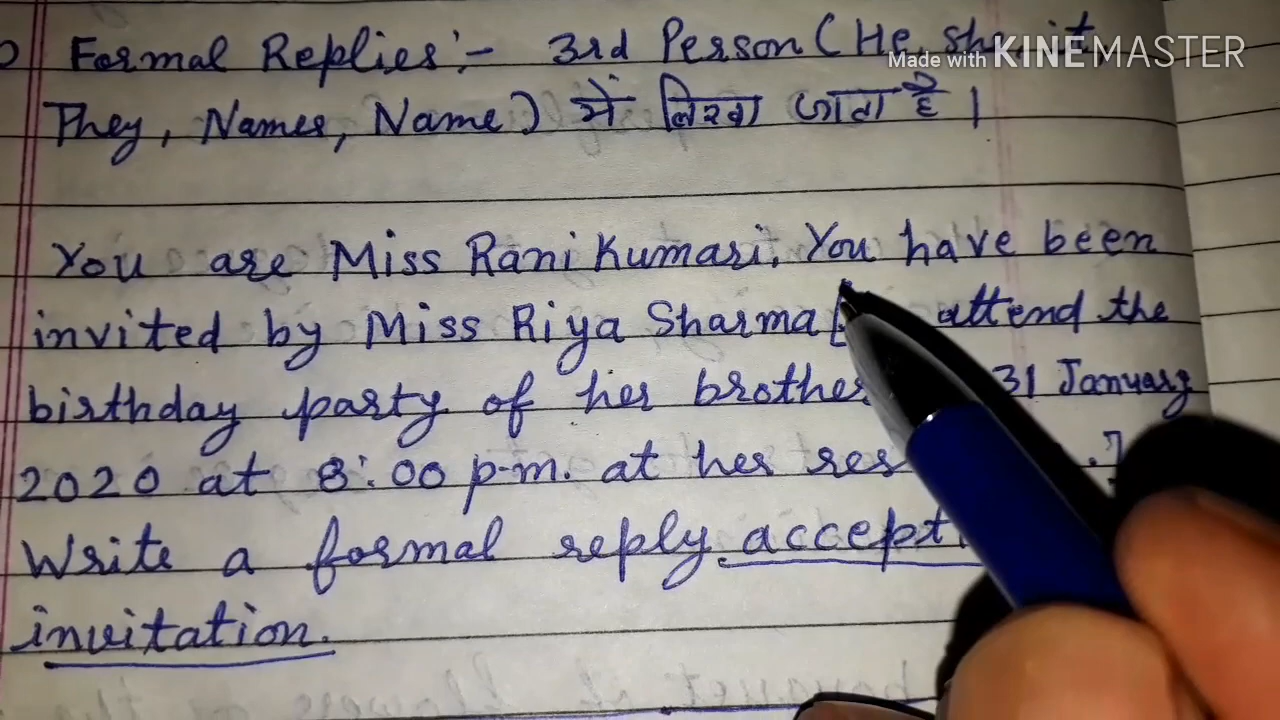 Formal Replies:- 3rd Person (He, she, it,
They, Names, Name) में लिखा जाता है।
Made with KINEMASTER
You are Miss Rani Kumari. You have been
invited by Miss Riya Sharma [ attend the
birthday party of her brother 31 January
2020 at 8:00 p.m. at her res .]
Write a formal reply accept
invitation.